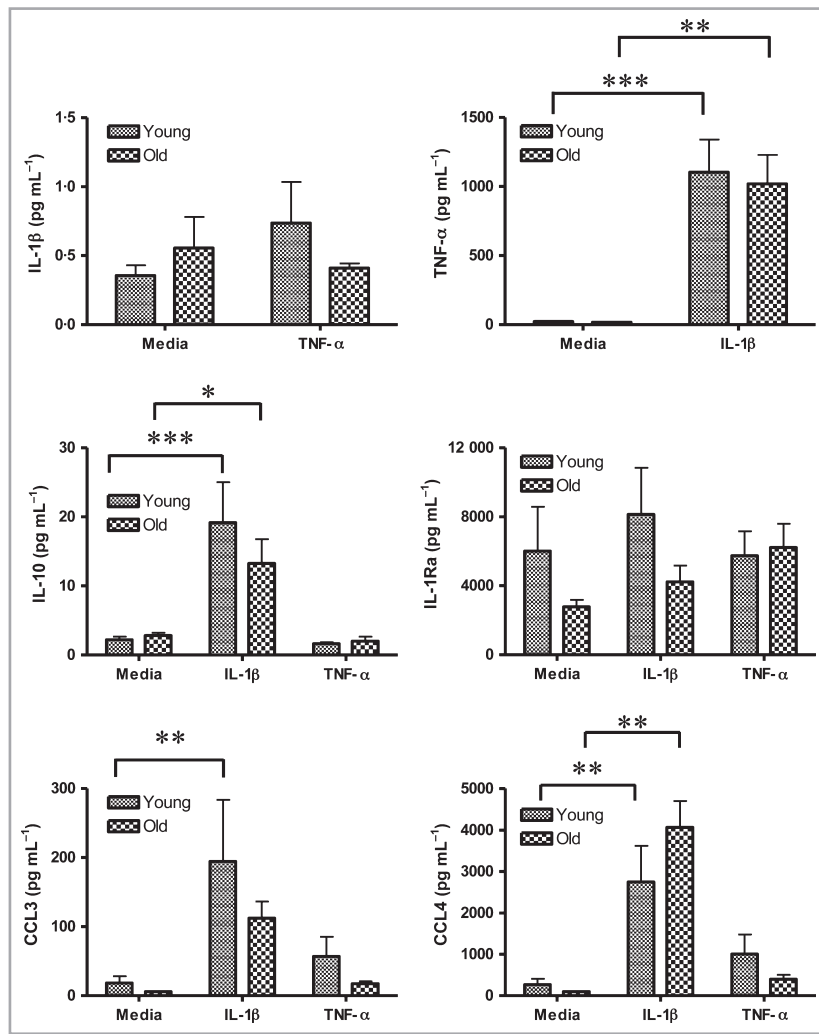 **
***
1·5
1·0
0·5
0·0
IL-1β (pg mL⁻¹)
Young
Old
Media
TNF-α
1500
1000
500
0
TNF-α (pg mL⁻¹)
Young
Old
Media
IL-1β
*
***
30
20
10
0
IL-10 (pg mL⁻¹)
Young
Old
Media
IL-1β
TNF-α
12 000
8000
4000
0
IL-1Ra (pg mL⁻¹)
Young
Old
Media
IL-1β
TNF-α
**
300
200
100
0
CCL3 (pg mL⁻¹)
Young
Old
Media
IL-1β
TNF-α
**
**
5000
4000
3000
2000
1000
0
CCL4 (pg mL⁻¹)
Young
Old
Media
IL-1β
TNF-α